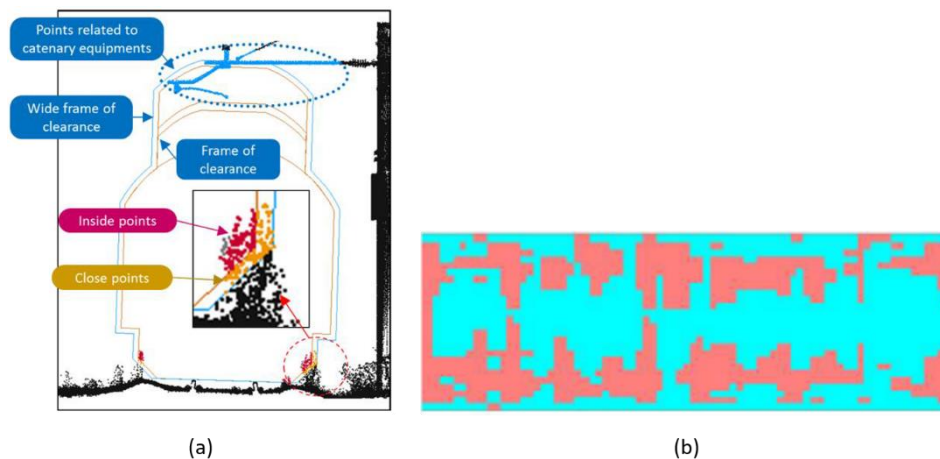 Points related to
catenary equipments
Wide frame of
clearance
Frame of
clearance
Inside points
Close points
(a)
(b)